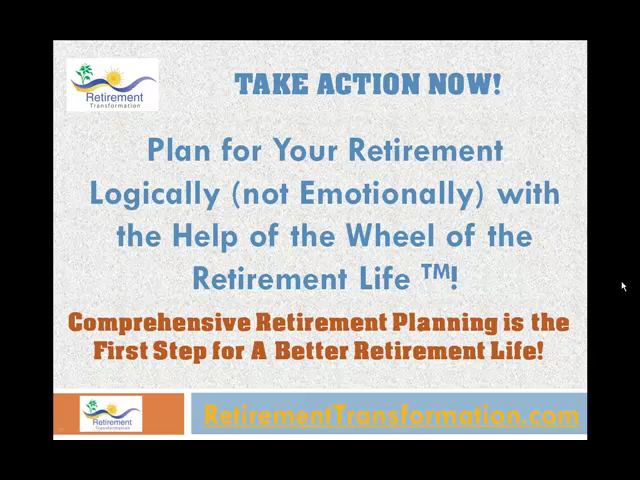 Retirement
Transformation
TAKE ACTION NOW!
Plan for Your Retirement
Logically (not Emotionally) with
the Help of the Wheel of the
Retirement Life ™!
Comprehensive Retirement Planning is the
First Step for A Better Retirement Life!
Retirement
Transformation
RetirementTransformation.com